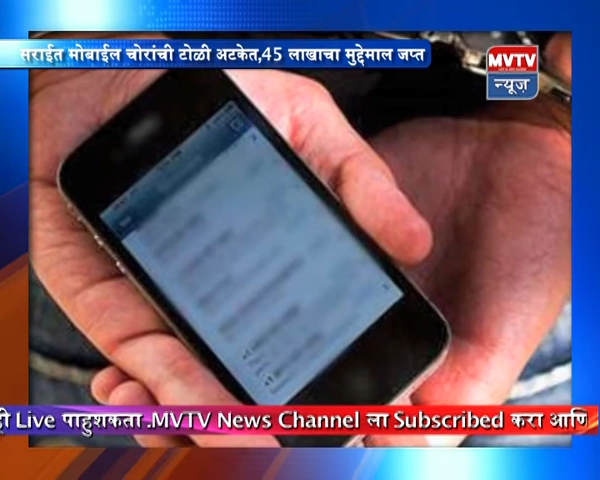 सराईत मोबाईल चोरांची टोळी अटकेत,45 लाखाचा मुद्देमाल जप्त
MVTV
न्यूज़
Live पाहुशकता .MVTV News Channel ला Subscribed करा आणि